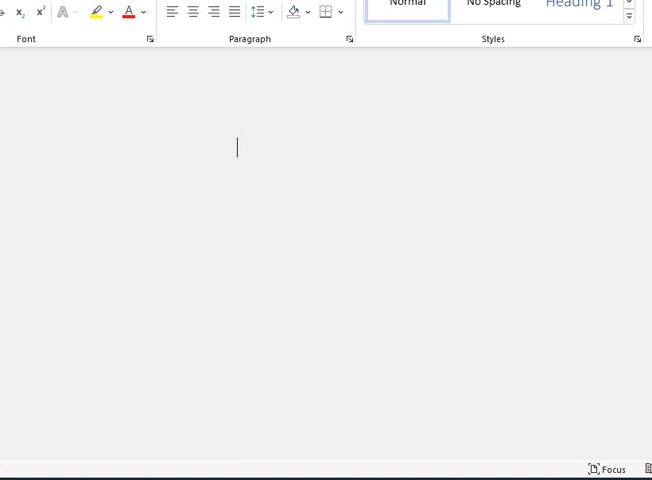 Normal
No Spacing
Heading 1
Font
Paragraph
Styles
Focus